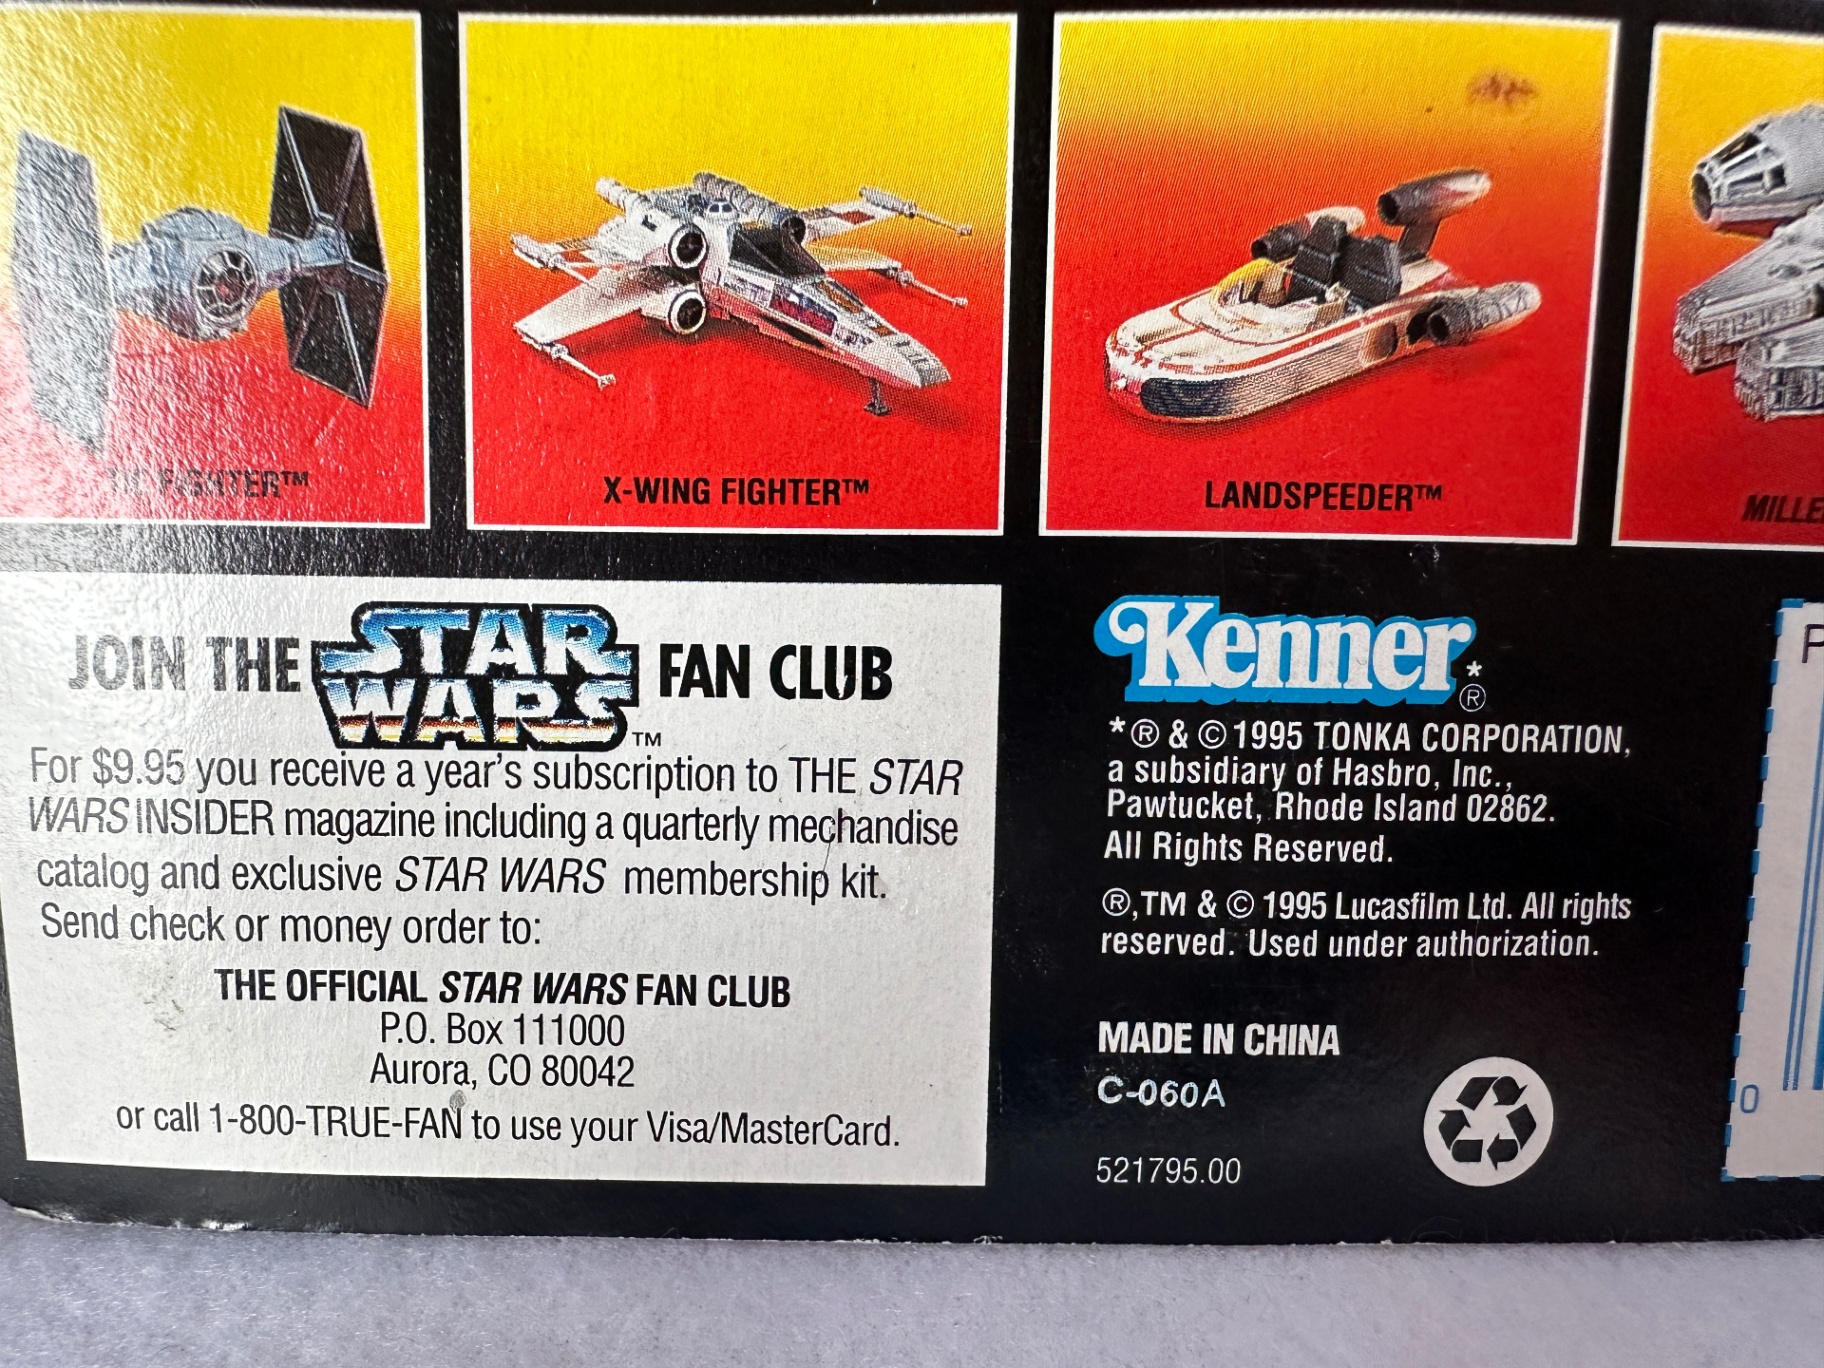 TIE FIGHTER™
X-WING FIGHTER™
LANDSPEEDER™
JOIN THE STAR WARS™ FAN CLUB
For $9.95 you receive a year's subscription to THE STAR
WARS INSIDER magazine including a quarterly mechandise
catalog and exclusive STAR WARS membership kit.
Send check or money order to:
THE OFFICIAL STAR WARS FAN CLUB
P.O. Box 111000
Aurora, CO 80042
or call 1-800-TRUE-FAN to use your Visa/MasterCard.
Kenner*®
*® & © 1995 TONKA CORPORATION,
a subsidiary of Hasbro, Inc.,
Pawtucket, Rhode Island 02862.
All Rights Reserved.
®,TM & © 1995 Lucasfilm Ltd. All rights
reserved. Used under authorization.
MADE IN CHINA
C-060A
521795.00
P
0